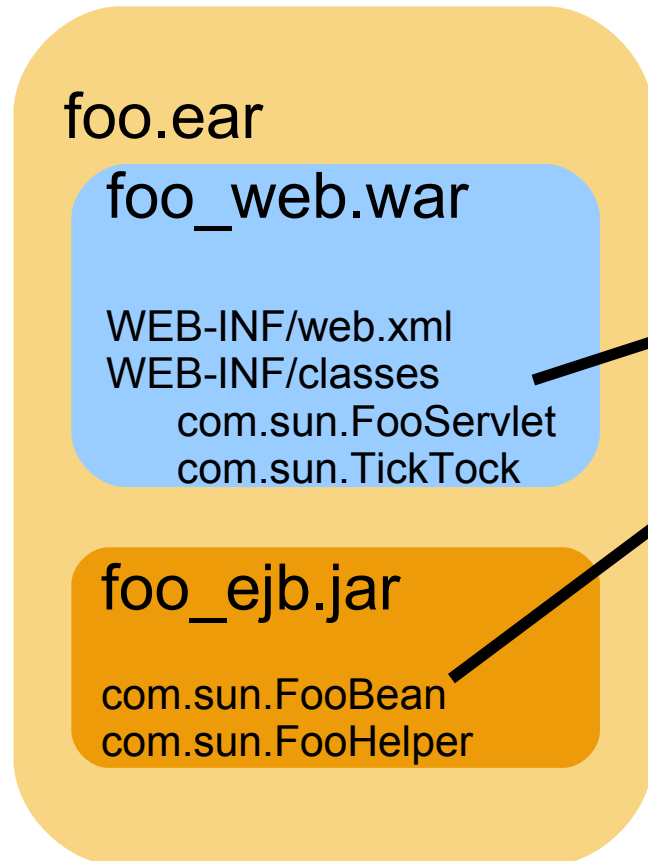 foo.ear
foo_web.war
WEB-INF/web.xml
WEB-INF/classes
com.sun.FooServlet
com.sun.TickTock
foo_ejb.jar
com.sun.FooBean
com.sun.FooHelper